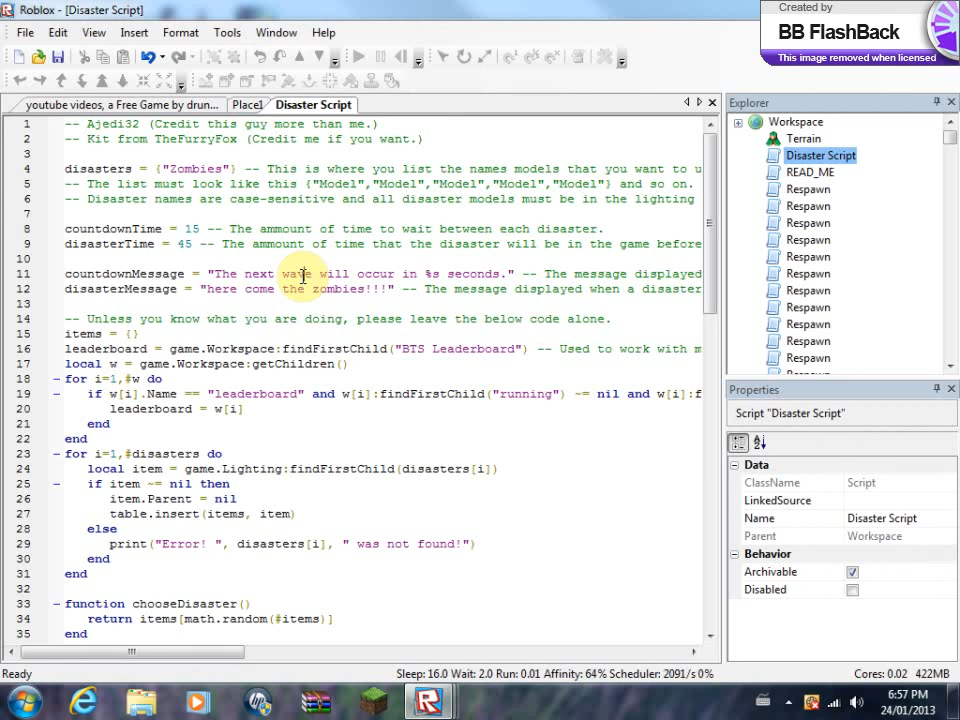 Roblox - [Disaster Script]
Created by
BB FlashBack
This image removed when licensed
File Edit View Insert Format Tools Window Help
youtube videos, a Free Game by drun... Place1 Disaster Script
1 -- Ajedi32 (Credit this guy more than me.)
2 -- Kit from TheFurryFox (Credit me if you want.)
3
4 disasters = {"Zombies"} -- This is where you list the names models that you want to u
5 -- The list must look like this {"Model","Model","Model","Model","Model"} and so on.
6 -- Disaster names are case-sensitive and all disaster models must be in the lighting
7
8 countdownTime = 15 -- The ammount of time to wait between each disaster.
9 disasterTime = 45 -- The ammount of time that the disaster will be in the game before
10
11 countdownMessage = "The next wave will occur in %s seconds." -- The message displayed
12 disasterMessage = "here come the zombies!!!" -- The message displayed when a disaster
13
14 -- Unless you know what you are doing, please leave the below code alone.
15 items = {}
16 leaderboard = game.Workspace:findFirstChild("BTS Leaderboard") -- Used to work with m
17 local w = game.Workspace:getChildren()
18 for i=1,#w do
19 if w[i].Name == "leaderboard" and w[i]:findFirstChild("running") ~= nil and w[i]:f
20 leaderboard = w[i]
21 end
22 end
23 for i=1,#disasters do
24 local item = game.Lighting:findFirstChild(disasters[i])
25 if item ~= nil then
26 item.Parent = nil
27 table.insert(items, item)
28 else
29 print("Error! ", disasters[i], " was not found!")
30 end
31 end
32
33 function chooseDisaster()
34 return items[math.random(#items)]
35 end
Explorer
Workspace
Terrain
Disaster Script
READ_ME
Respawn
Respawn
Respawn
Respawn
Respawn
Respawn
Respawn
Respawn
Respawn
Respawn
Respawn
Properties
Script "Disaster Script"
Data
ClassName Script
LinkedSource
Name Disaster Script
Parent Workspace
Behavior
Archivable
Disabled
Ready
Sleep: 16.0 Wait: 2.0 Run: 0.01 Affinity: 64% Scheduler: 2091/s 0% Cores: 0.02 422MB
6:57 PM
24/01/2013